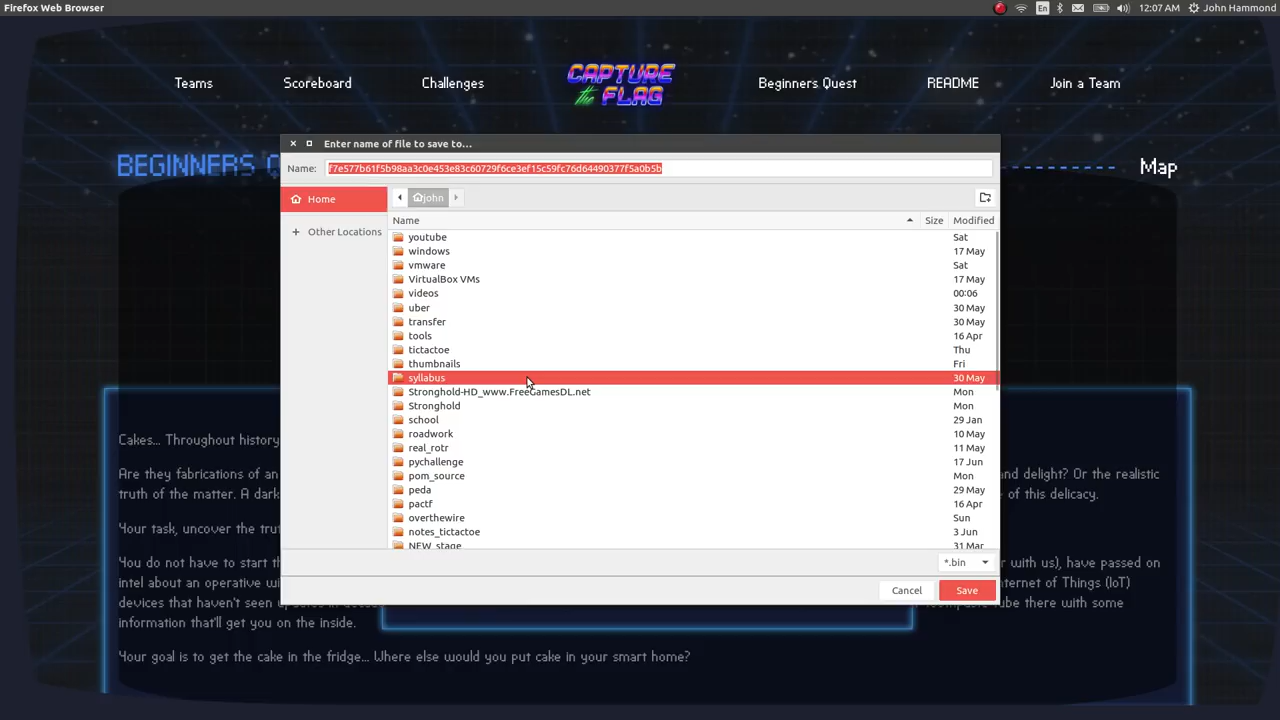 Firefox Web Browser
En
12:07 AM
John Hammond
Teams
Scoreboard
Challenges
CAPTURE the FLAG
Beginners Quest
README
Join a Team
BEGINNERS
Map
Enter name of file to save to...
Name:
f7e577b61f5b98aa3c0e453e83c60729f6ce3ef15c59fc76d64490377f5a0b5b
Home
john
Other Locations
Name
Size
Modified
youtube Sat
windows 17 May
vmware Sat
VirtualBox VMs 17 May
videos 00:06
uber 30 May
transfer 30 May
tools 16 Apr
tictactoe Thu
thumbnails Fri
syllabus 30 May
Stronghold-HD_www.FreeGamesDL.net Mon
Stronghold Mon
school 29 Jan
roadwork 10 May
real_rotr 11 May
pychallenge 17 Jun
pom_source Mon
peda 29 May
pactf 16 Apr
overthewire Sun
notes_tictactoe 3 Jun
NEW_stage 31 Mar
*.bin
Cancel
Save
Cakes... Throughout history
Are they fabrications of an and delight? Or the realistic
truth of the matter. A dark of this delicacy.
Your task, uncover the
You do not have to start with us), have passed on
intel about an operative Internet of Things (IoT)
devices that haven't seen there with some
information that'll get you on the inside.
Your goal is to get the cake in the fridge... Where else would you put cake in your smart home?